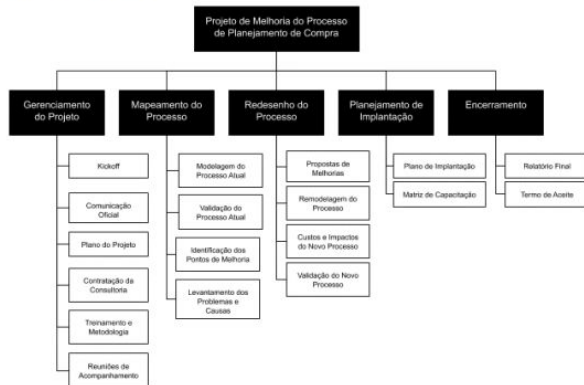 Projeto de Melhoria do Processo
de Planejamento de Compra
Gerenciamento
do Projeto
Mapeamento do
Processo
Redesenho do
Processo
Planejamento de
Implantação
Encerramento
Kickoff
Comunicação
Oficial
Plano do Projeto
Contratação da
Consultoria
Treinamento e
Metodologia
Reuniões de
Acompanhamento
Modelagem do
Processo Atual
Validação do
Processo Atual
Identificação dos
Pontos de Melhoria
Levantamento dos
Problemas e
Causas
Propostas de
Melhorias
Remodelagem do
Processo
Custos e Impactos
do Novo Processo
Validação do Novo
Processo
Plano de Implantação
Matriz de Capacitação
Relatório Final
Termo de Aceite